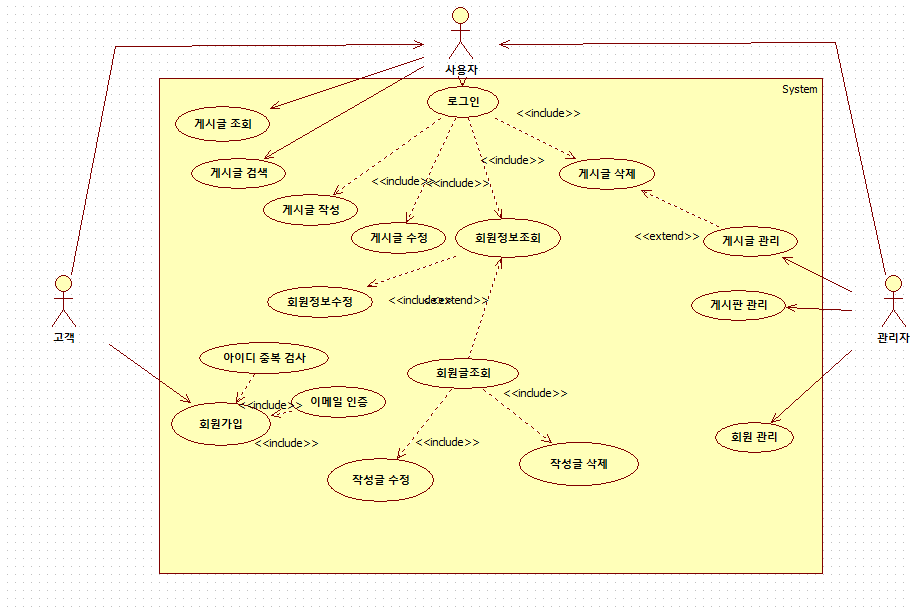 사용자
System
로그인
게시글 조회
<<include>>
<<include>>
게시글 검색
게시글 삭제
<<include>>
<<include>>
게시글 작성
게시글 수정
회원정보조회
<<extend>>
게시글 관리
회원정보수정
<<include>>
<<extend>>
게시판 관리
고객
관리자
아이디 중복 검사
회원글조회
<<include>>
이메일 인증
<<include>>
회원가입
<<include>>
<<include>>
회원 관리
작성글 수정
작성글 삭제